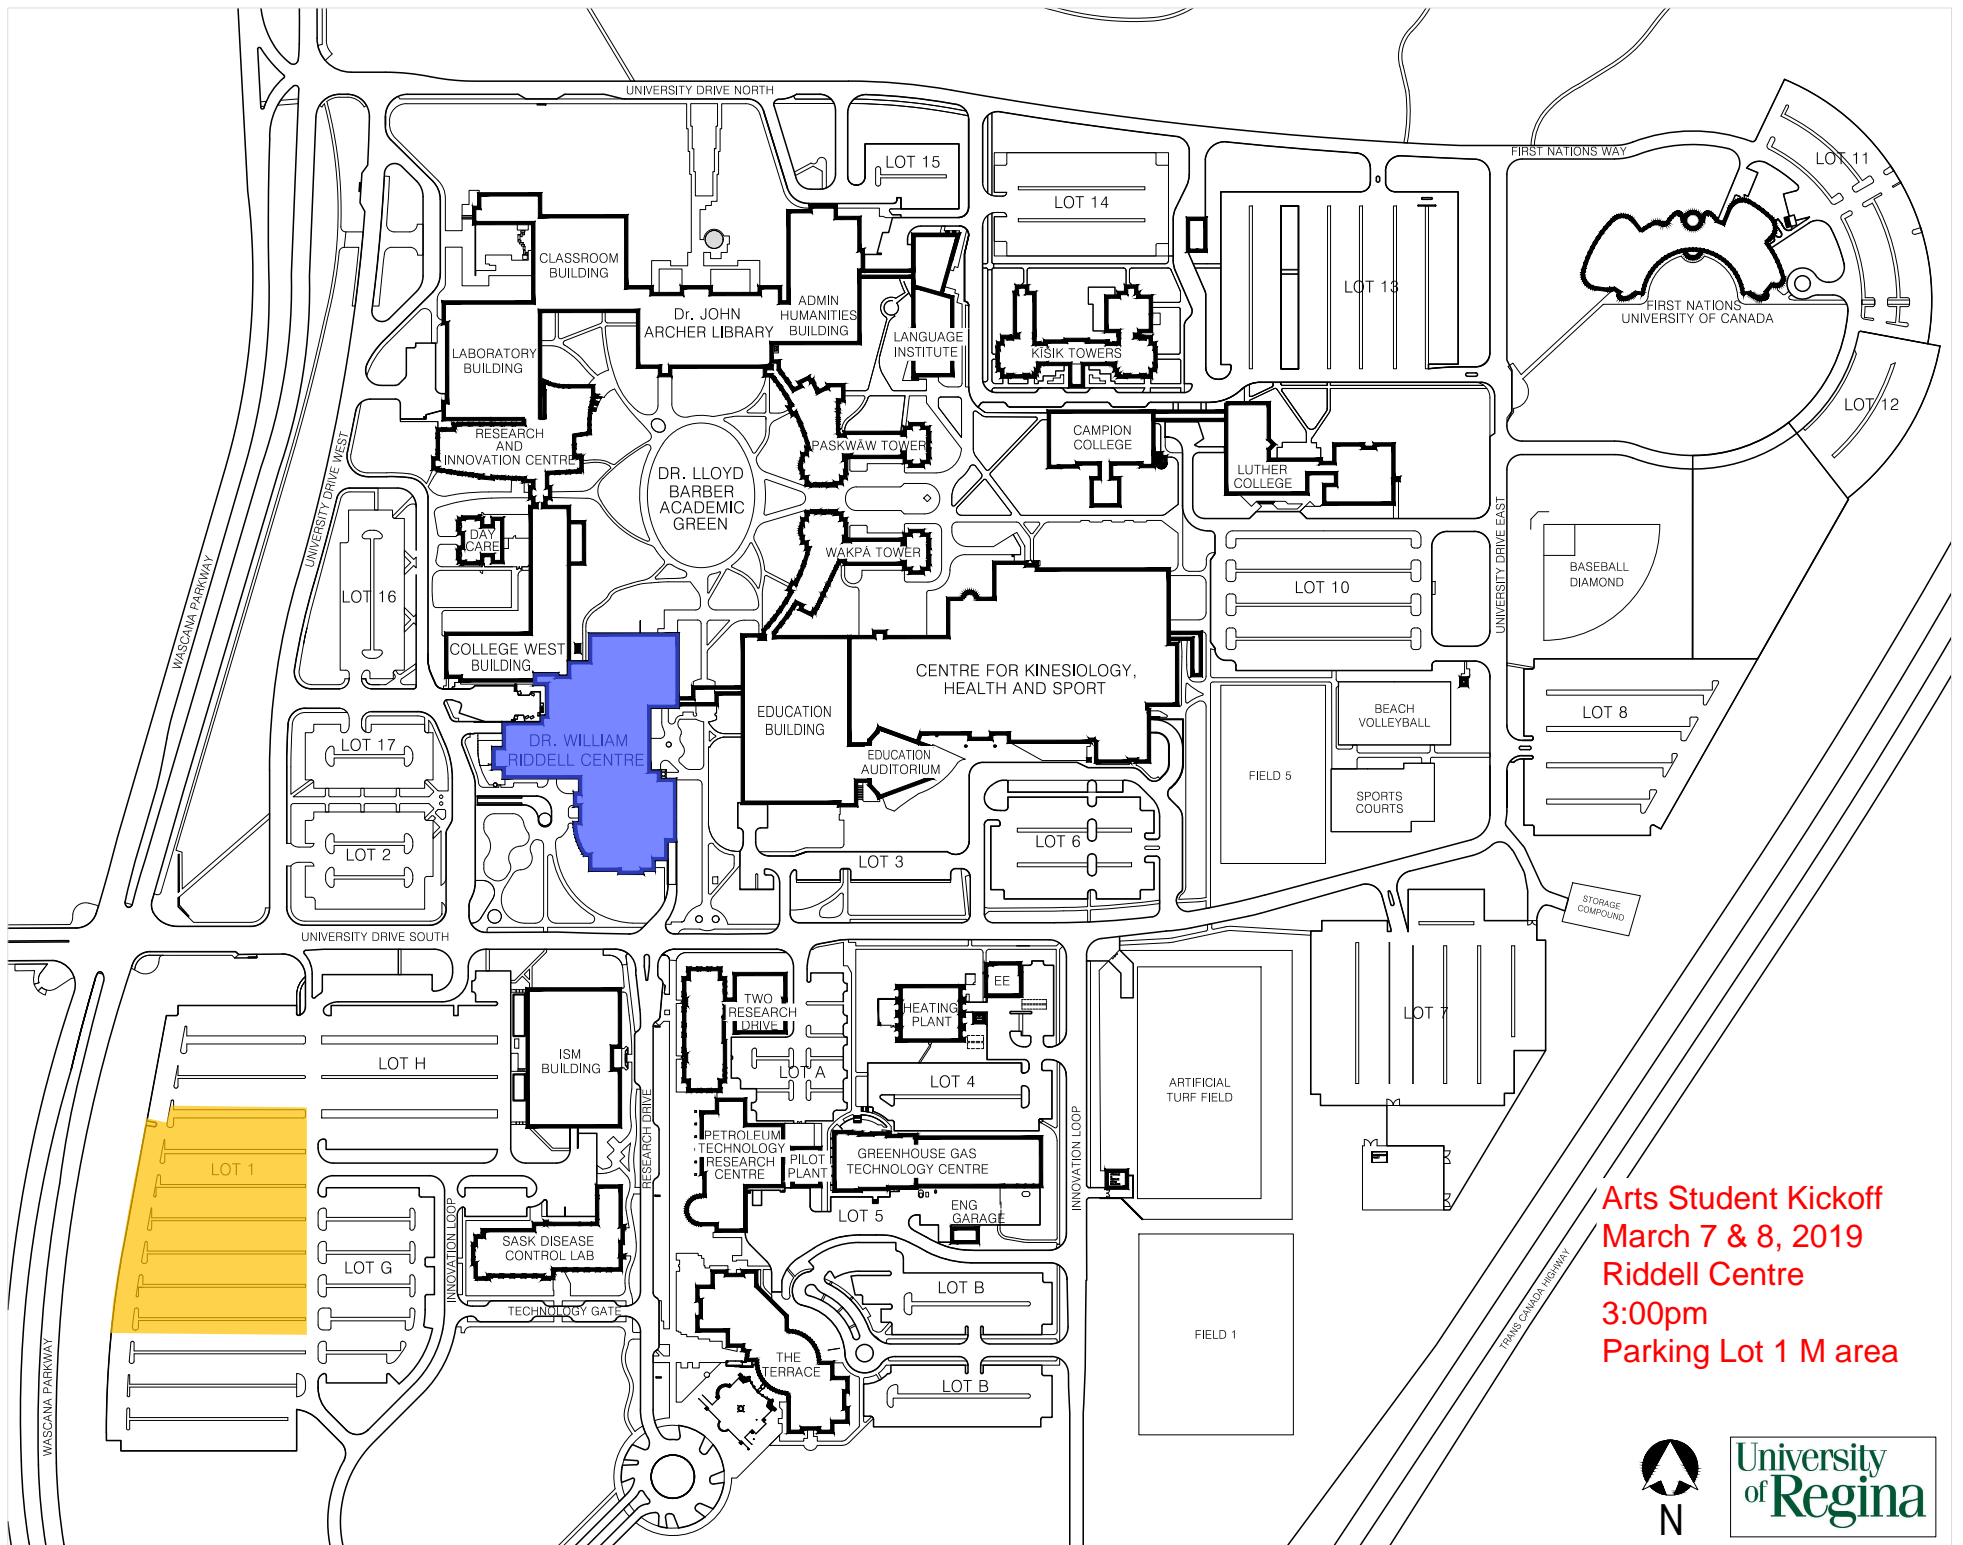 UNIVERSITY DRIVE NORTH
FIRST NATIONS WAY
LOT 15
LOT 11
LOT 14
CLASSROOM
BUILDING
LOT 13
ADMIN
HUMANITIES
BUILDING
Dr. JOHN
ARCHER LIBRARY
FIRST NATIONS
UNIVERSITY OF CANADA
LANGUAGE
INSTITUTE
KĪSIK TOWERS
LABORATORY
BUILDING
LOT 12
RESEARCH
AND
INNOVATION CENTRE
PASKWĀW TOWER
CAMPION
COLLEGE
LUTHER
COLLEGE
DR. LLOYD
BARBER
ACADEMIC
GREEN
UNIVERSITY DRIVE WEST
UNIVERSITY DRIVE EAST
WASCANA PARKWAY
DAY
CARE
WAKPÁ TOWER
LOT 16
LOT 10
BASEBALL
DIAMOND
COLLEGE WEST
BUILDING
CENTRE FOR KINESIOLOGY,
HEALTH AND SPORT
EDUCATION
BUILDING
BEACH
VOLLEYBALL
LOT 8
LOT 17
DR. WILLIAM
RIDDELL CENTRE
EDUCATION
AUDITORIUM
FIELD 5
SPORTS
COURTS
LOT 2
LOT 3
LOT 6
STORAGE
COMPOUND
UNIVERSITY DRIVE SOUTH
TWO
RESEARCH
DRIVE
EE
HEATING
PLANT
LOT 7
LOT H
ISM
BUILDING
LOT A
LOT 4
ARTIFICIAL
TURF FIELD
RESEARCH DRIVE
INNOVATION LOOP
PETROLEUM
TECHNOLOGY
RESEARCH
CENTRE
PILOT
PLANT
GREENHOUSE GAS
TECHNOLOGY CENTRE
LOT 1
INNOVATION LOOP
LOT 5
ENG
GARAGE
SASK DISEASE
CONTROL LAB
LOT G
LOT B
TECHNOLOGY GATE
FIELD 1
TRANS CANADA HIGHWAY
THE
TERRACE
LOT B
WASCANA PARKWAY
Arts Student Kickoff
March 7 & 8, 2019
Riddell Centre
3:00pm
Parking Lot 1 M area
N
University
of Regina